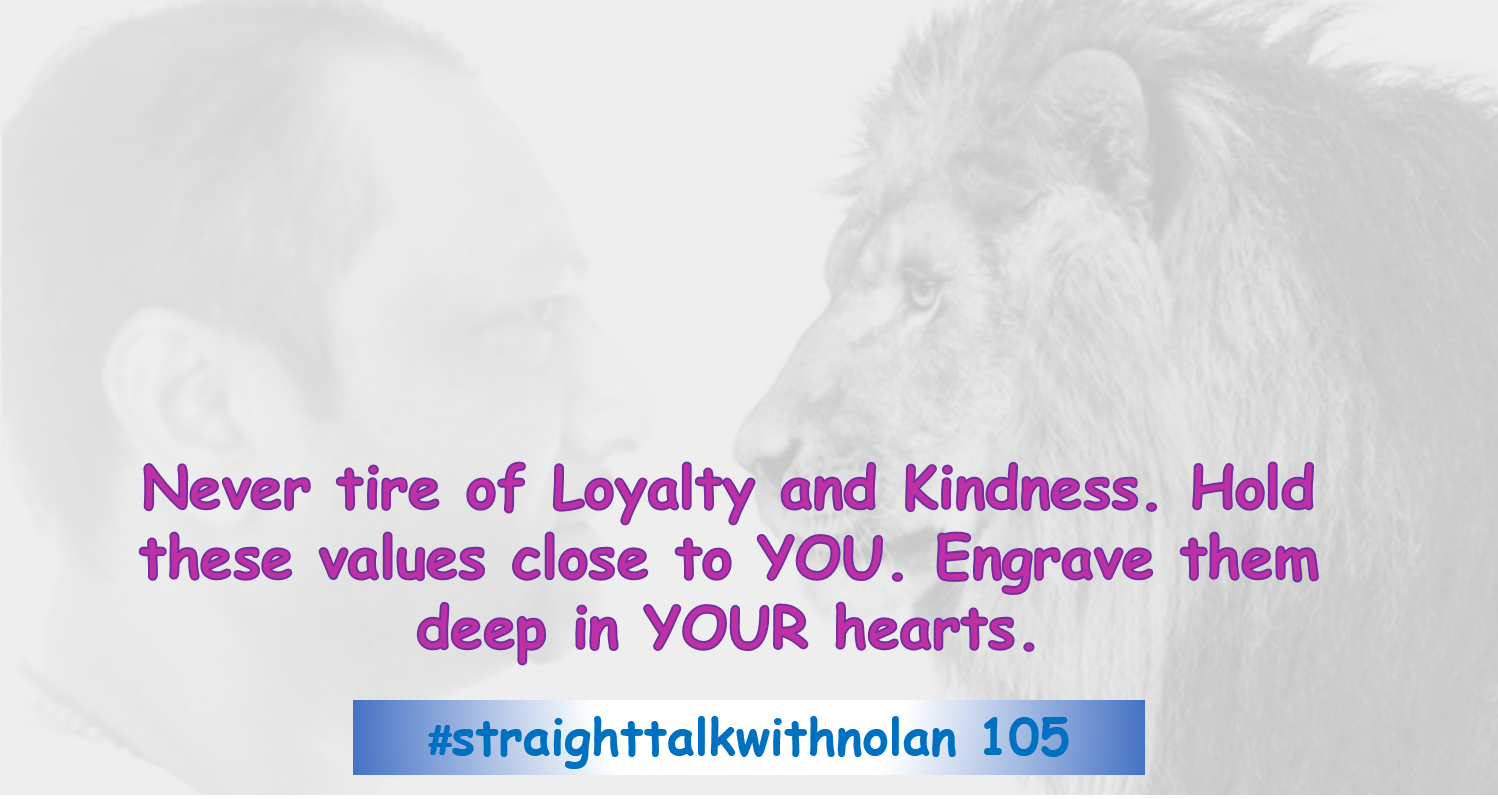 Never tire of Loyalty and Kindness. Hold
these values close to YOU. Engrave them
deep in YOUR hearts.
#straighttalkwithnolan 105